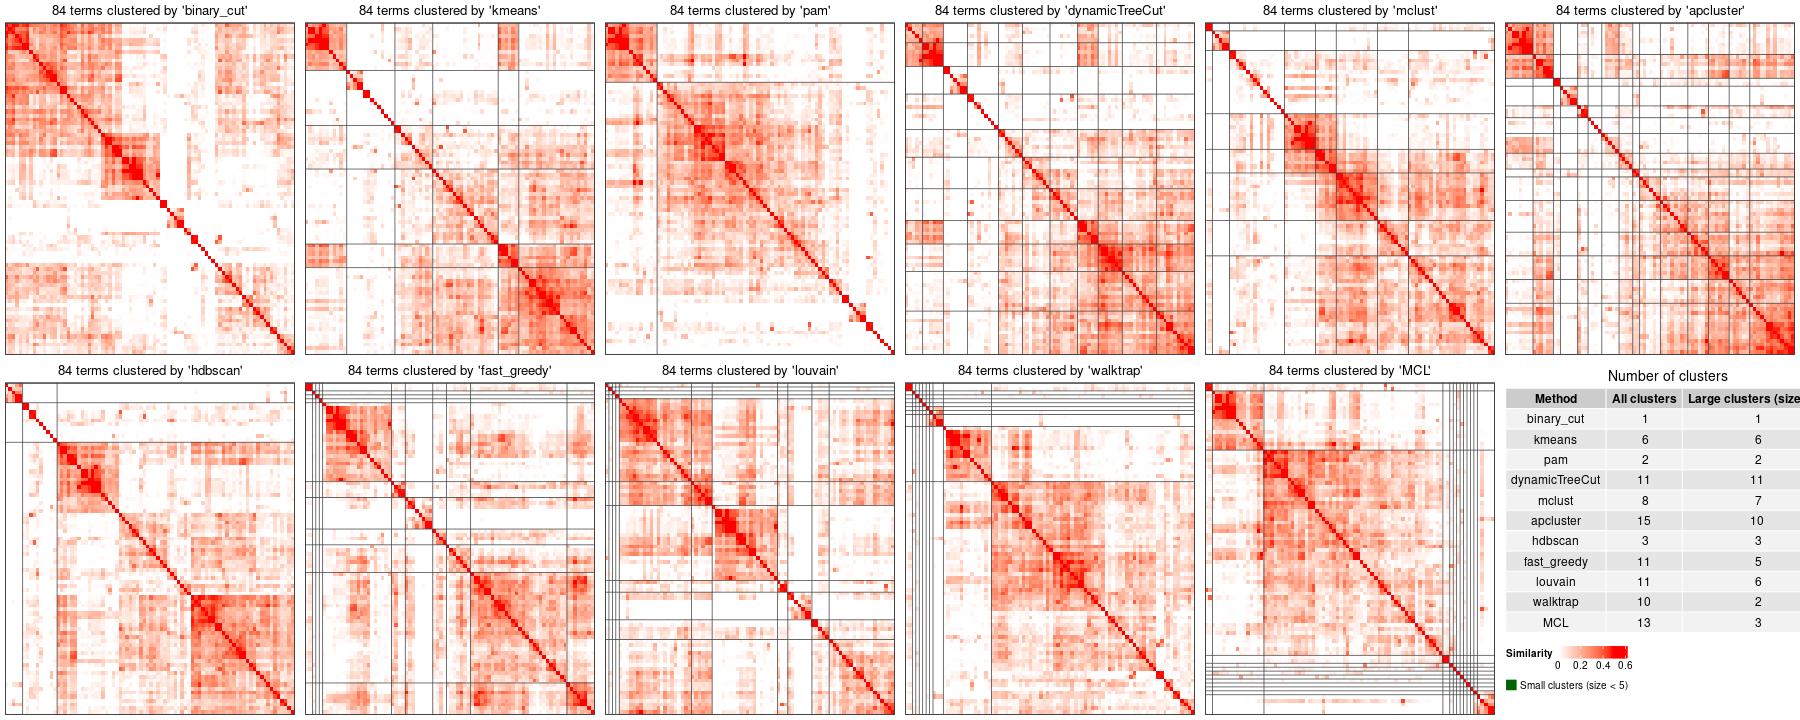 84 terms clustered by 'binary_cut'
84 terms clustered by 'kmeans'
84 terms clustered by 'pam'
84 terms clustered by 'dynamicTreeCut'
84 terms clustered by 'mclust'
84 terms clustered by 'apcluster'
84 terms clustered by 'hdbscan'
84 terms clustered by 'fast_greedy'
84 terms clustered by 'louvain'
84 terms clustered by 'walktrap'
84 terms clustered by 'MCL'
Number of clusters
Method All clusters Large clusters (size
binary_cut 1 1
kmeans 6 6
pam 2 2
dynamicTreeCut 11 11
mclust 8 7
apcluster 15 10
hdbscan 3 3
fast_greedy 11 5
louvain 11 6
walktrap 10 2
MCL 13 3
Similarity
0 0.2 0.4 0.6
Small clusters (size < 5)